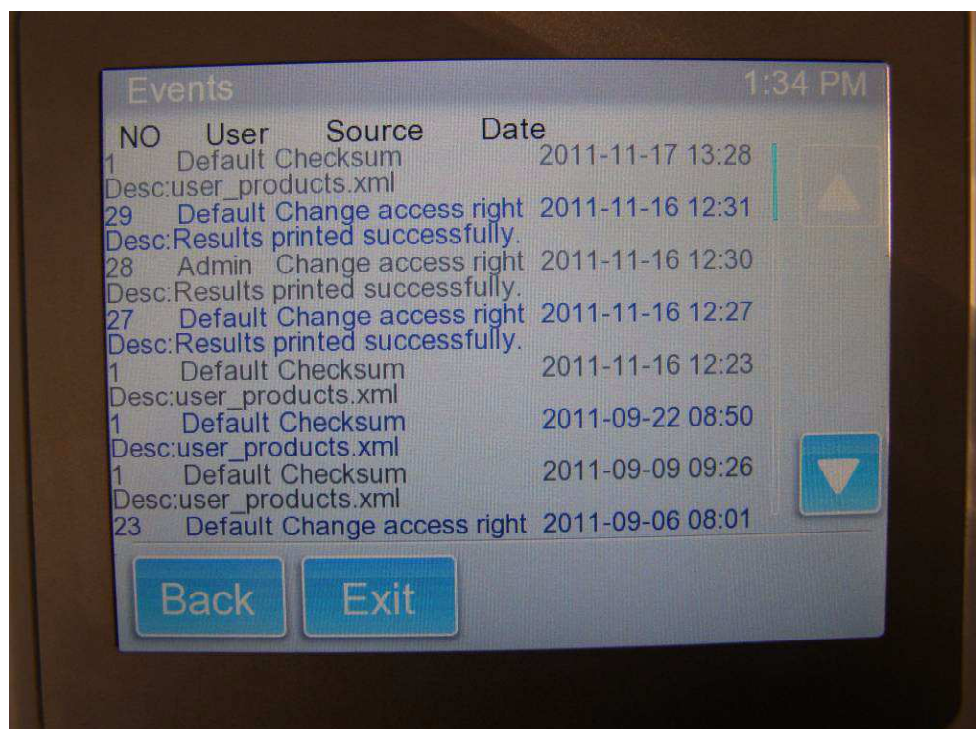 Events 1:34 PM
NO User Source Date
1 Default Checksum 2011-11-17 13:28
Desc:user_products.xml
29 Default Change access right 2011-11-16 12:31
Desc:Results printed successfully.
28 Admin Change access right 2011-11-16 12:30
Desc:Results printed successfully.
27 Default Change access right 2011-11-16 12:27
Desc:Results printed successfully.
1 Default Checksum 2011-11-16 12:23
Desc:user_products.xml
1 Default Checksum 2011-09-22 08:50
Desc:user_products.xml
1 Default Checksum 2011-09-09 09:26
Desc:user_products.xml
23 Default Change access right 2011-09-06 08:01
Back Exit